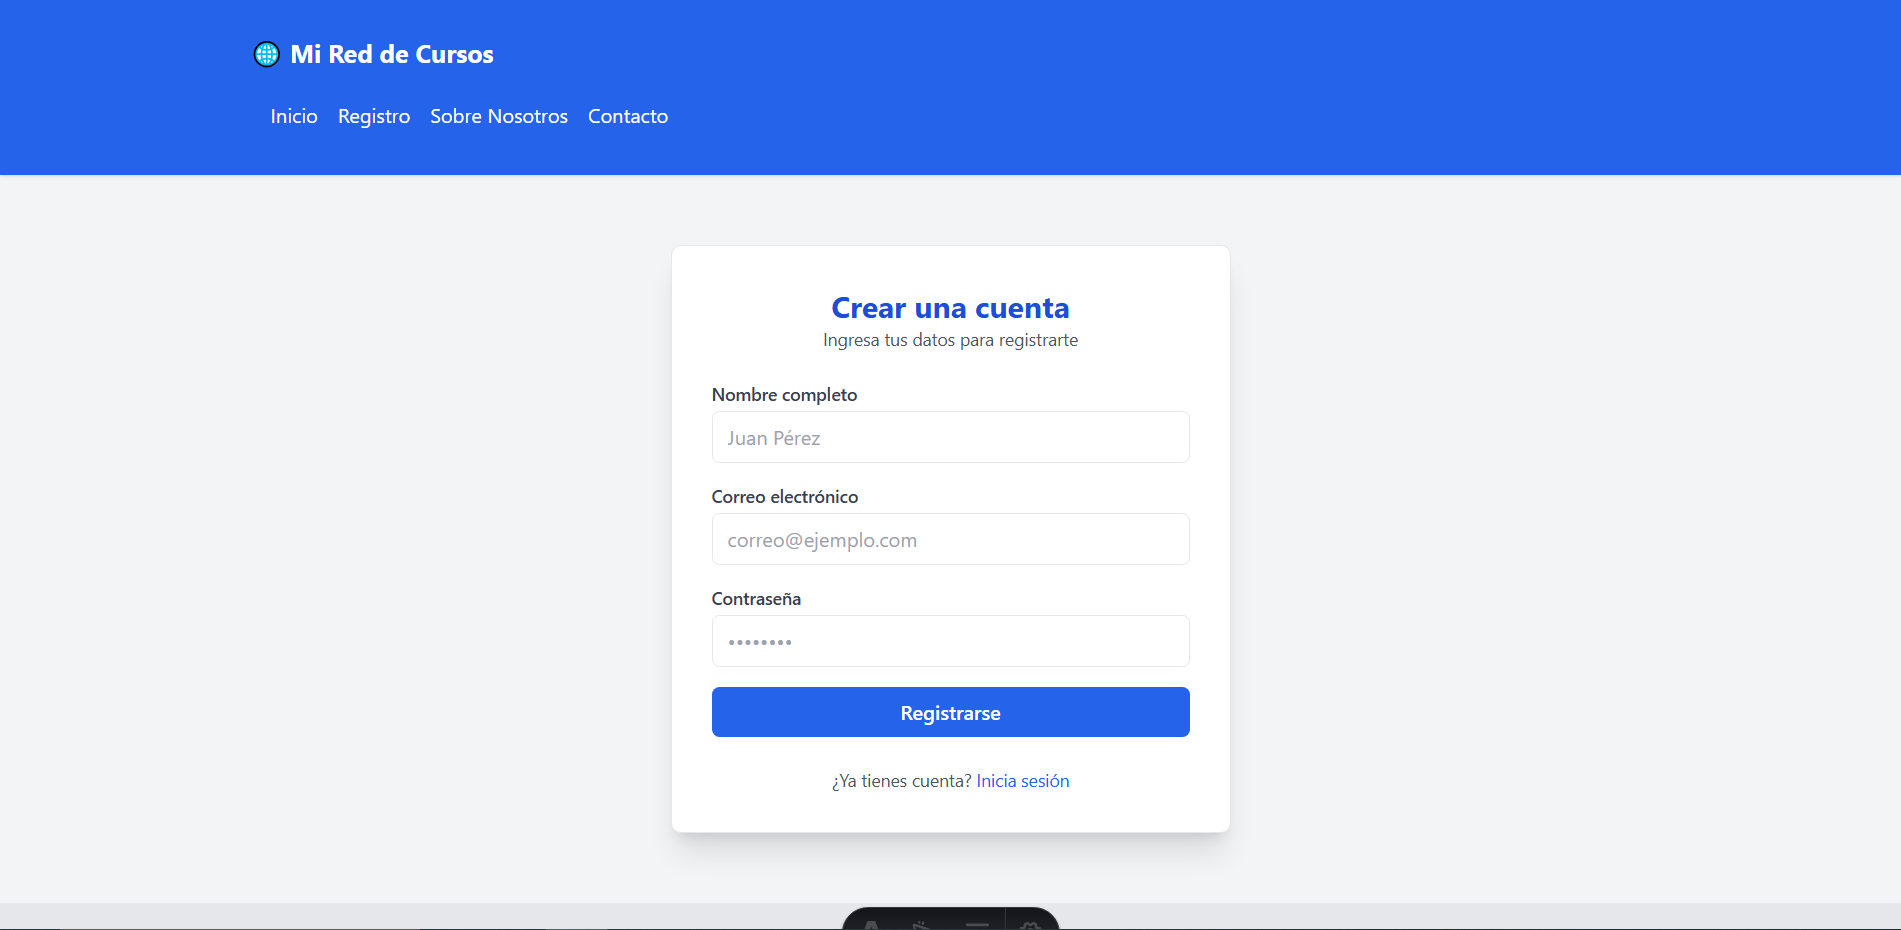 Mi Red de Cursos
Inicio Registro Sobre Nosotros Contacto
Crear una cuenta
Ingresa tus datos para registrarte
Nombre completo
Juan Pérez
Correo electrónico
correo@ejemplo.com
Contraseña
••••••••
Registrarse
¿Ya tienes cuenta? Inicia sesión